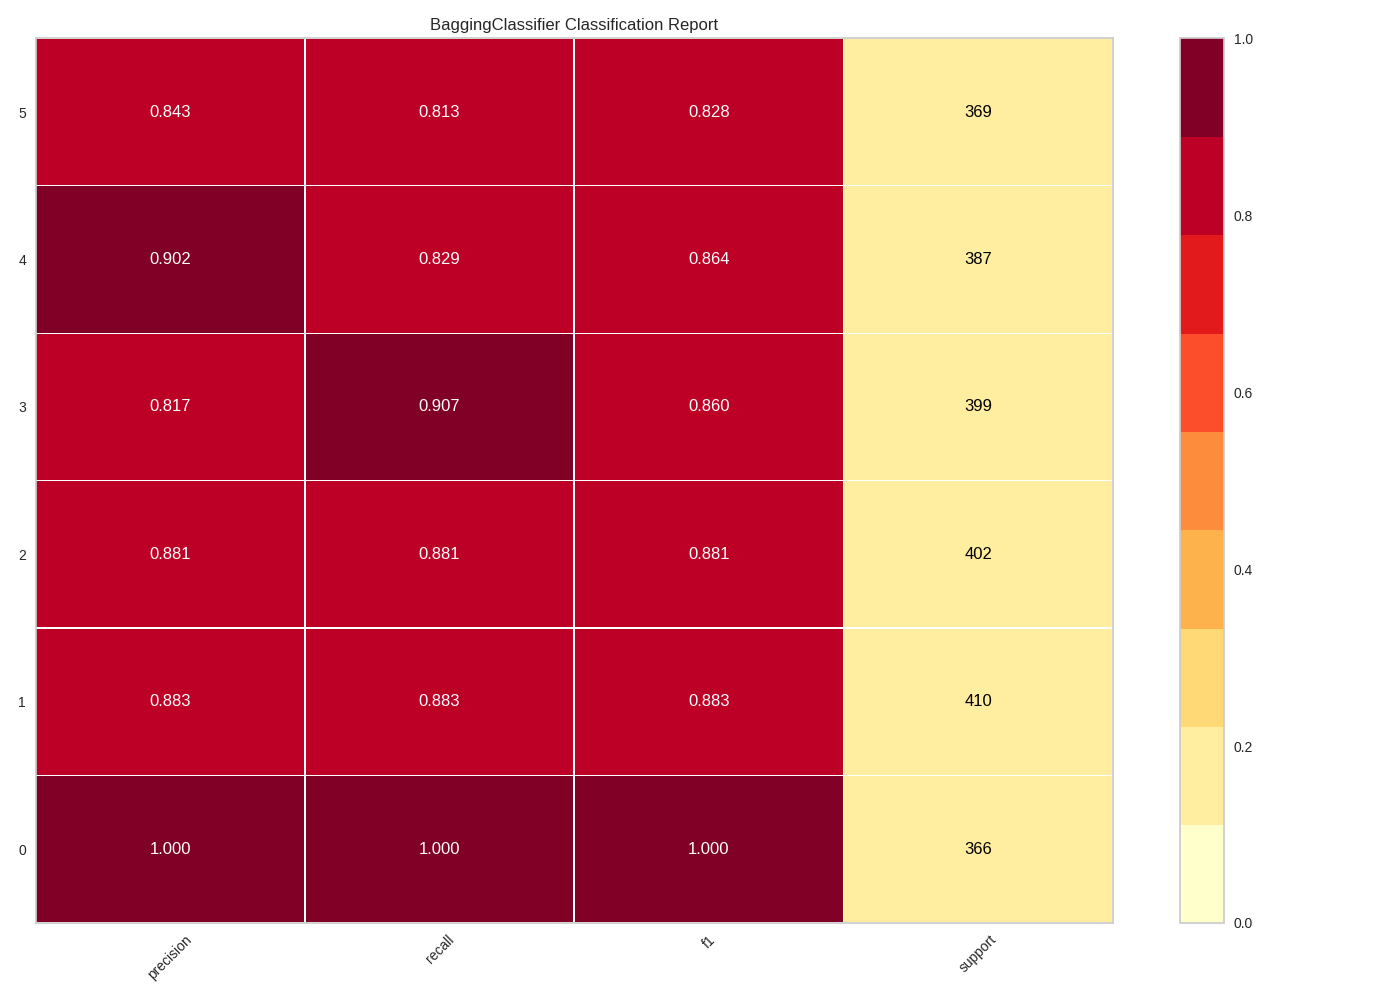 BaggingClassifier Classification Report
5 0.843 0.813 0.828 369
4 0.902 0.829 0.864 387
3 0.817 0.907 0.860 399
2 0.881 0.881 0.881 402
1 0.883 0.883 0.883 410
0 1.000 1.000 1.000 366
precision recall f1 support
1.0
0.8
0.6
0.4
0.2
0.0